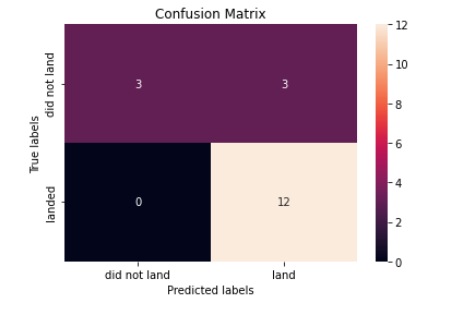 Confusion Matrix
True labels
did not land
landed
3
3
0
12
did not land
land
Predicted labels
12
10
8
6
4
2
0